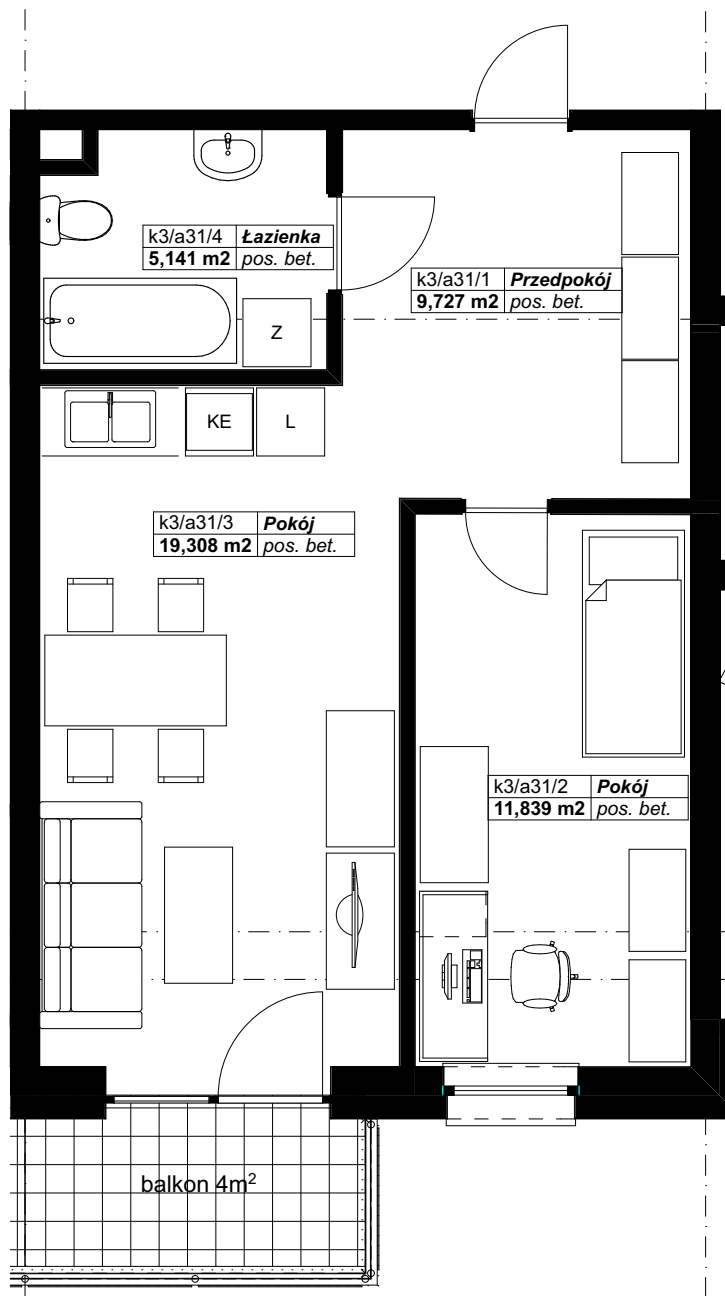 k3/a31/4 Łazienka
5,141 m2 pos. bet.
k3/a31/1 Przedpokój
9,727 m2 pos. bet.
Z
KE
L
k3/a31/3 Pokój
19,308 m2 pos. bet.
k3/a31/2 Pokój
11,839 m2 pos. bet.
balkon 4m²